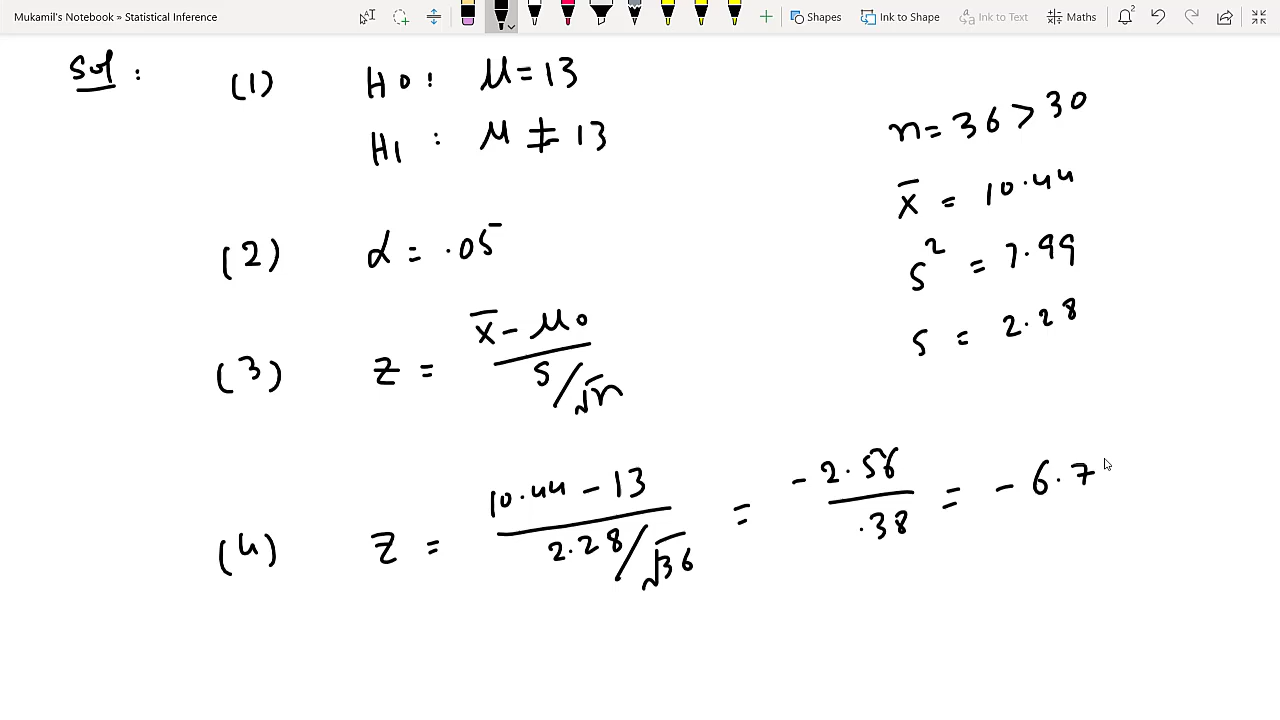 Mukamil's Notebook » Statistical Inference
Shapes Ink to Shape Ink to Text Maths
Sol :
(1) H0: μ = 13
H1 : μ ≠ 13
n = 36 > 30
x̄ = 10.44
s² = 7.99
s = 2.28
(2) α = .05
(3) Z = x̄ - μ0 / s/√n
(4) Z = 10.44 - 13 / 2.28/√36 = -2.56 / .38 = - 6.7